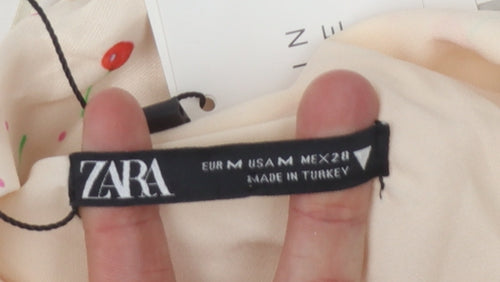 ZARA
EUR M USA M MEX 28
MADE IN TURKEY